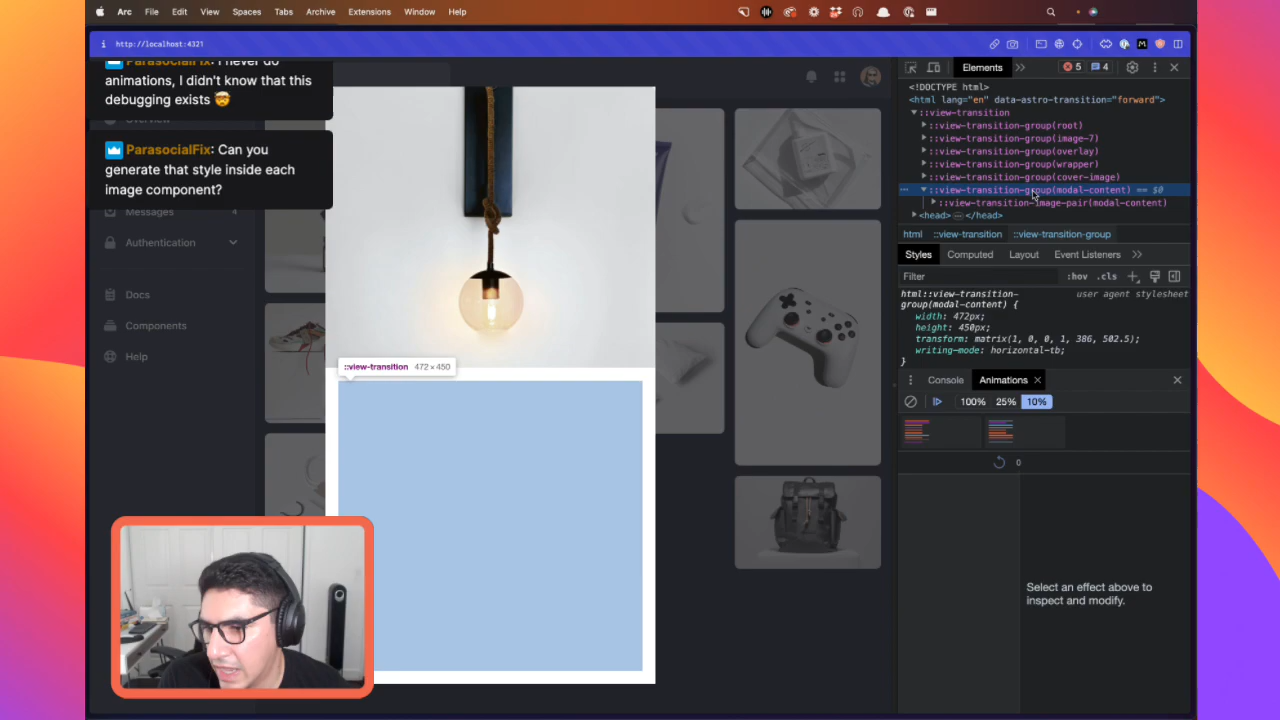 Arc File Edit View Spaces Tabs Archive Extensions Window Help
http://localhost:4321
ParasocialFix: I never do
animations, I didn't know that this
debugging exists 🤯
Overview
ParasocialFix: Can you
generate that style inside each
image component?
Messages 4
Authentication
Docs
Components
Help
::view-transition 472 × 450
Elements 5 4
<!DOCTYPE html>
<html lang="en" data-astro-transition="forward">
::view-transition
::view-transition-group(root)
::view-transition-group(image-7)
::view-transition-group(overlay)
::view-transition-group(wrapper)
::view-transition-group(cover-image)
::view-transition-group(modal-content) == $0
::view-transition-image-pair(modal-content)
<head> … </head>
html ::view-transition ::view-transition-group
Styles Computed Layout Event Listeners
Filter :hov .cls
html::view-transition- user agent stylesheet
group(modal-content) {
width: 472px;
height: 450px;
transform: matrix(1, 0, 0, 1, 386, 502.5);
writing-mode: horizontal-tb;
}
Console Animations
100% 25% 10%
0
Select an effect above to
inspect and modify.